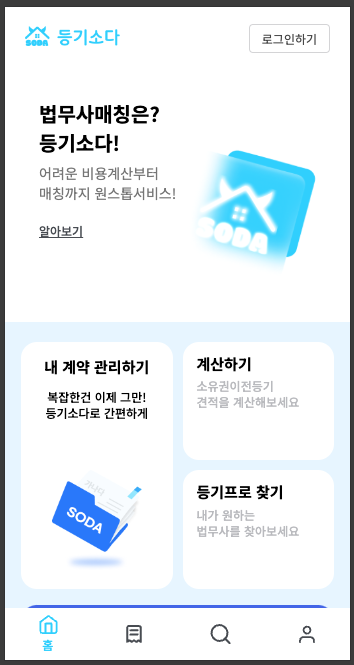 SODA
등기소다
로그인하기
법무사매칭은?
등기소다!
어려운 비용계산부터
매칭까지 원스톱서비스!
알아보기
SODA
내 계약 관리하기
복잡한건 이제 그만!
등기소다로 간편하게
가나다
SODA
계산하기
소유권이전등기
견적을 계산해보세요
등기프로 찾기
내가 원하는
법무사를 찾아보세요
홈